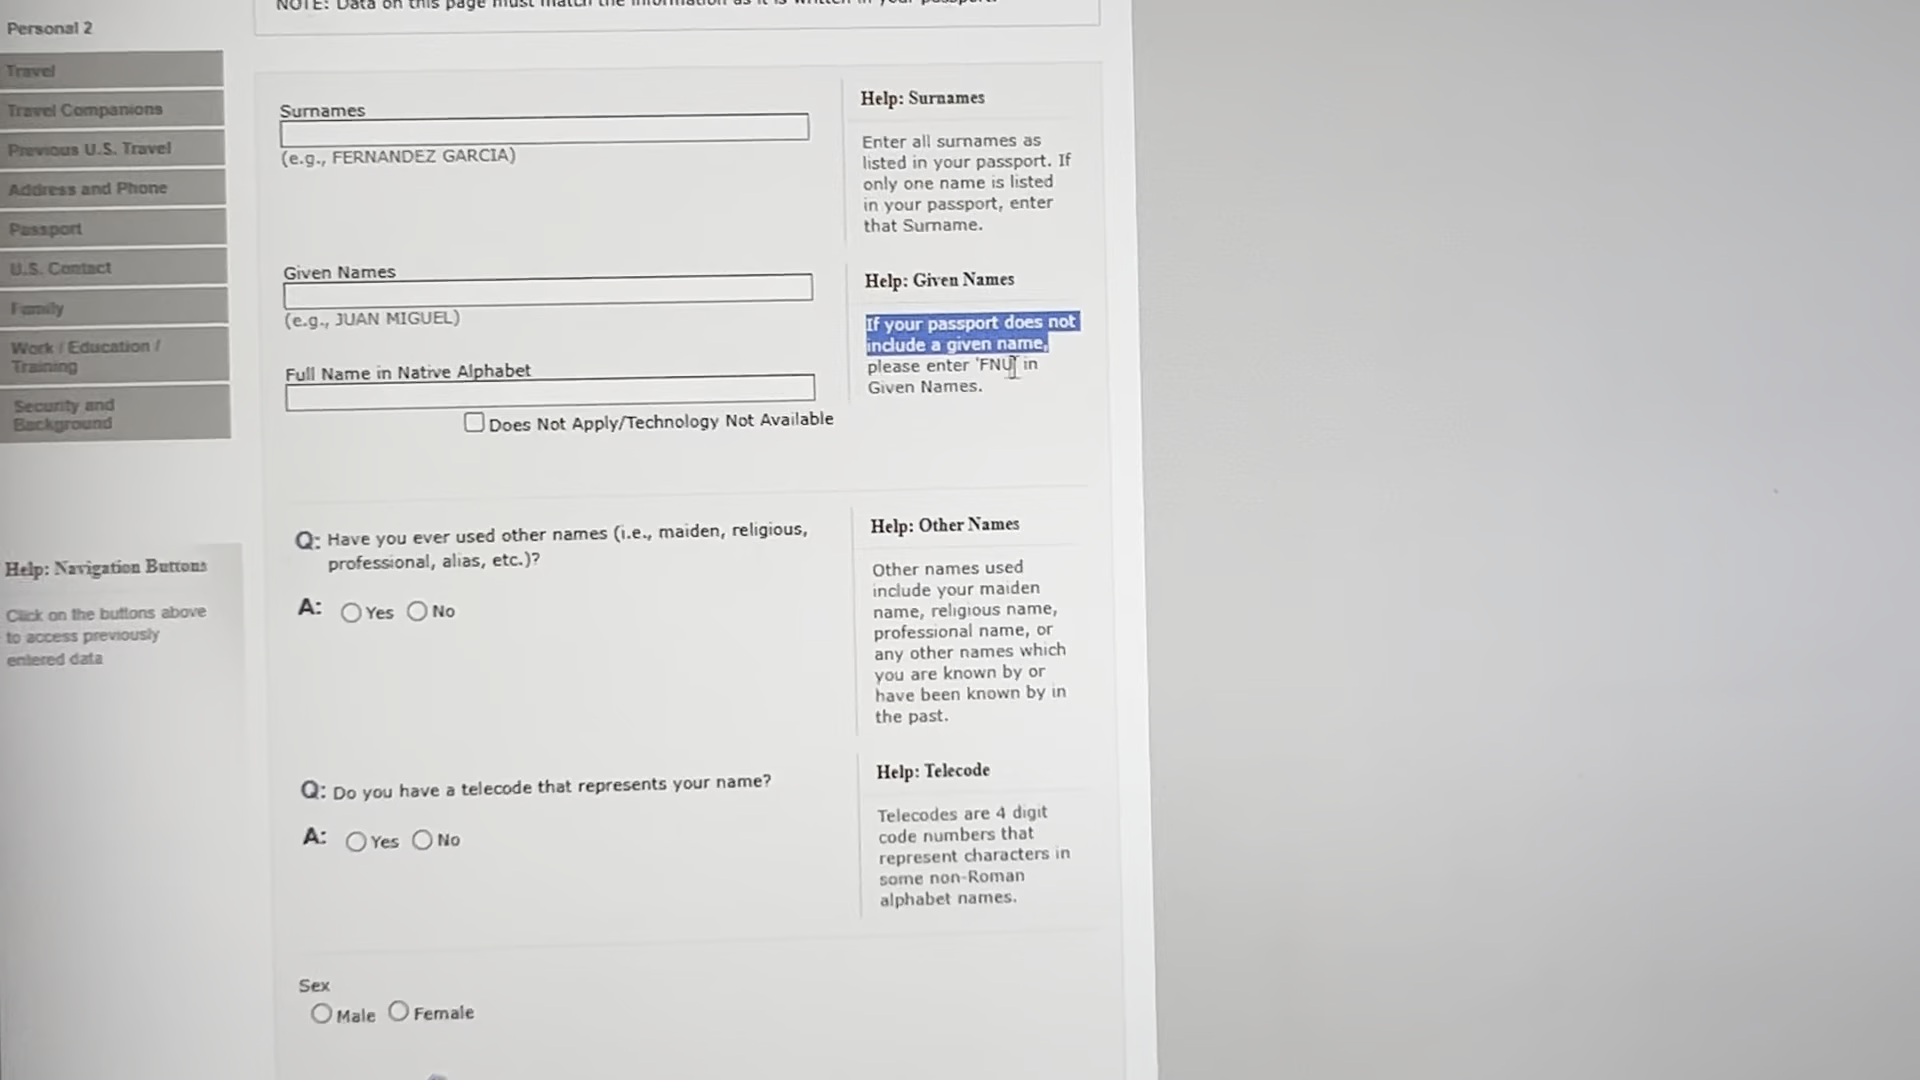 NOTE: Data on this page must match the information as it is written in your passport.
Personal 2
Travel
Travel Companions
Previous U.S. Travel
Address and Phone
Passport
U.S. Contact
Family
Work / Education /
Training
Security and
Background
Help: Navigation Buttons
Click on the buttons above
to access previously
entered data
Surnames
(e.g., FERNANDEZ GARCIA)
Help: Surnames
Enter all surnames as
listed in your passport. If
only one name is listed
in your passport, enter
that Surname.
Given Names
(e.g., JUAN MIGUEL)
Help: Given Names
If your passport does not
include a given name,
please enter 'FNU' in
Given Names.
Full Name in Native Alphabet
Does Not Apply/Technology Not Available
Q: Have you ever used other names (i.e., maiden, religious,
professional, alias, etc.)?
A: Yes No
Help: Other Names
Other names used
include your maiden
name, religious name,
professional name, or
any other names which
you are known by or
have been known by in
the past.
Q: Do you have a telecode that represents your name?
A: Yes No
Help: Telecode
Telecodes are 4 digit
code numbers that
represent characters in
some non-Roman
alphabet names.
Sex
Male Female